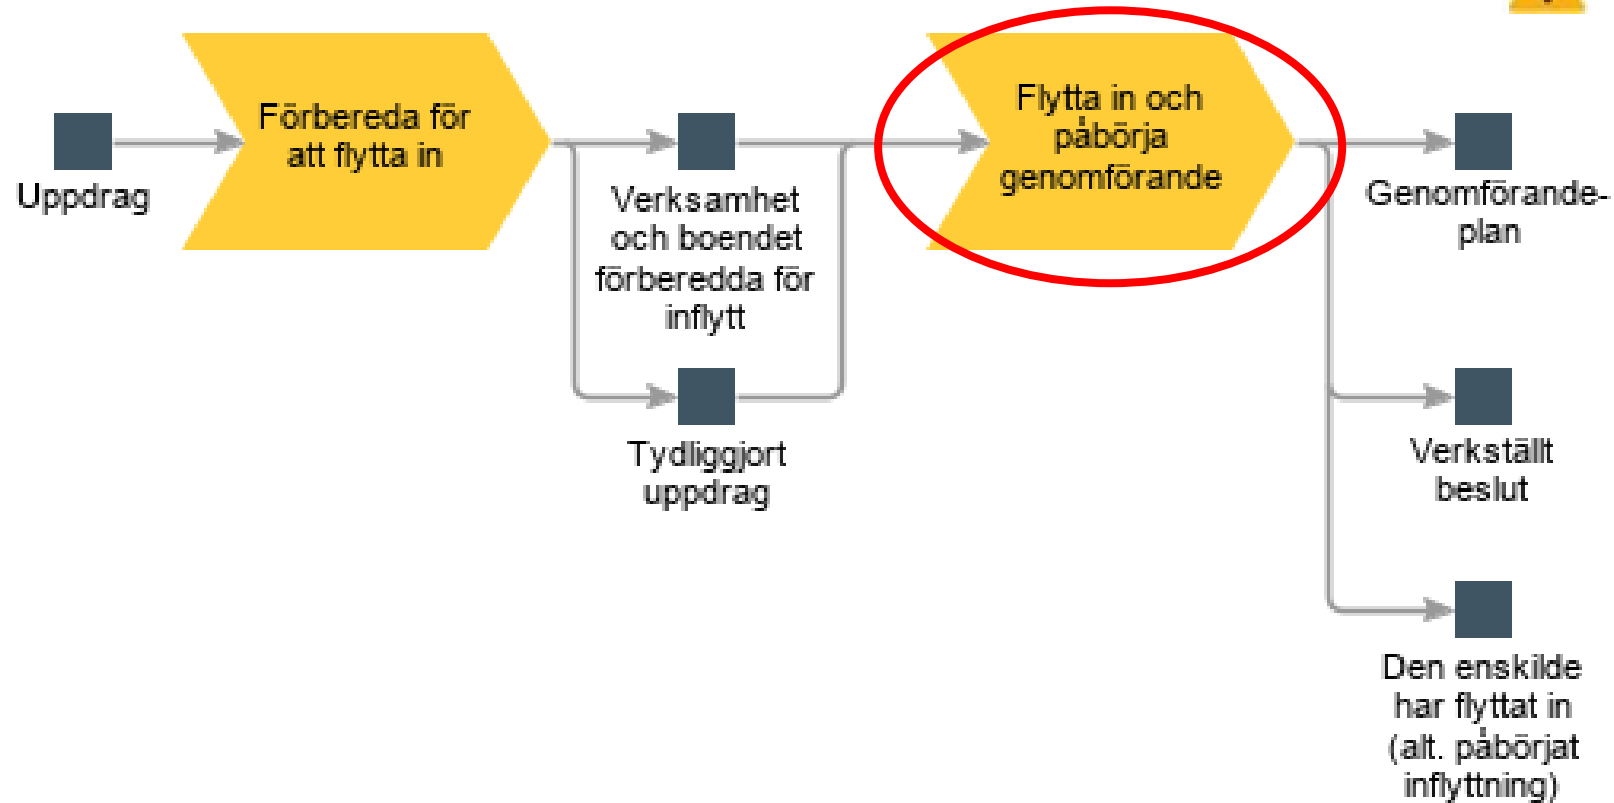 Uppdrag
Förbereda för
att flytta in
Verksamhet
och boendet
förberedda för
inflytt
Tydliggjort
uppdrag
Flytta in och
påbörja
genomförande
Genomförande-
plan
Verkställt
beslut
Den enskilde
har flyttat in
(alt. påbörjat
inflyttning)